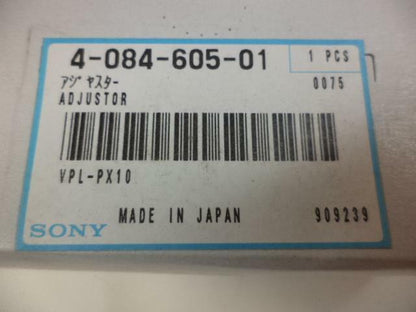 4-084-605-01 1 PCS
アジャスター 0075
ADJUSTOR
VPL-PX10
MADE IN JAPAN 909239
SONY